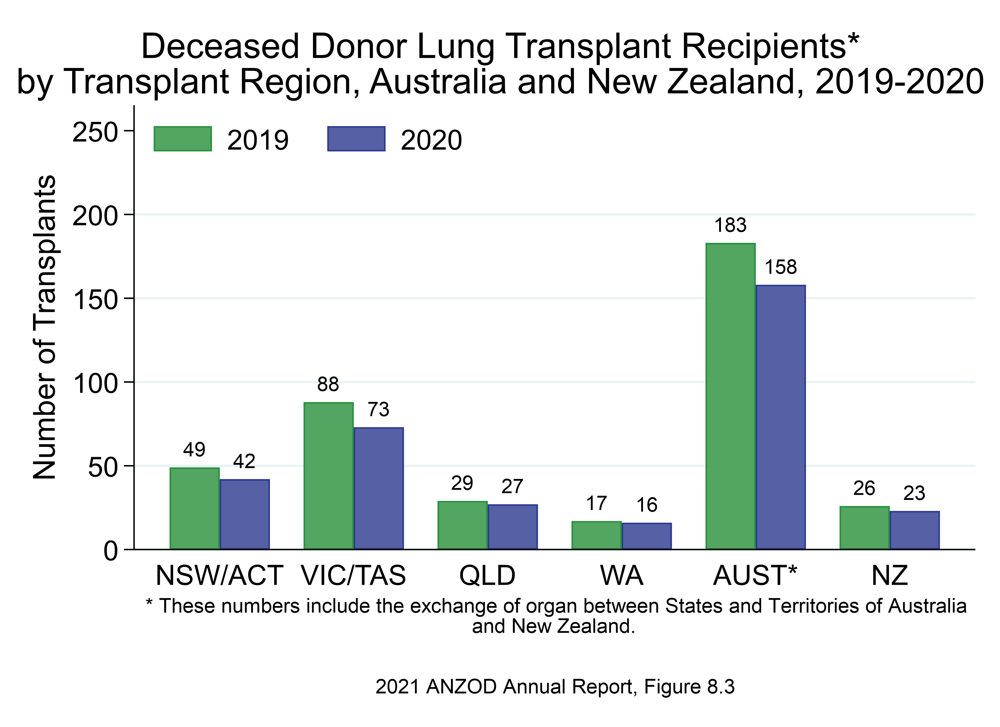 Deceased Donor Lung Transplant Recipients*
by Transplant Region, Australia and New Zealand, 2019-2020
Number of Transplants
250
200
150
100
50
0
2019 2020
49 42
88 73
29 27
17 16
183 158
26 23
NSW/ACT VIC/TAS QLD WA AUST* NZ
* These numbers include the exchange of organ between States and Territories of Australia
and New Zealand.
2021 ANZOD Annual Report, Figure 8.3